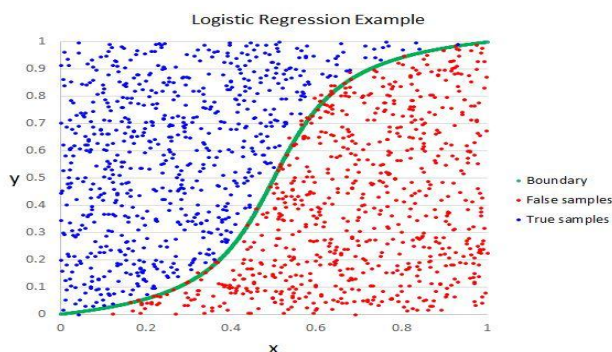 Logistic Regression Example
1
0.9
0.8
0.7
0.6
y 0.5
0.4
0.3
0.2
0.1
0
0 0.2 0.4 0.6 0.8 1
x
Boundary
False samples
True samples